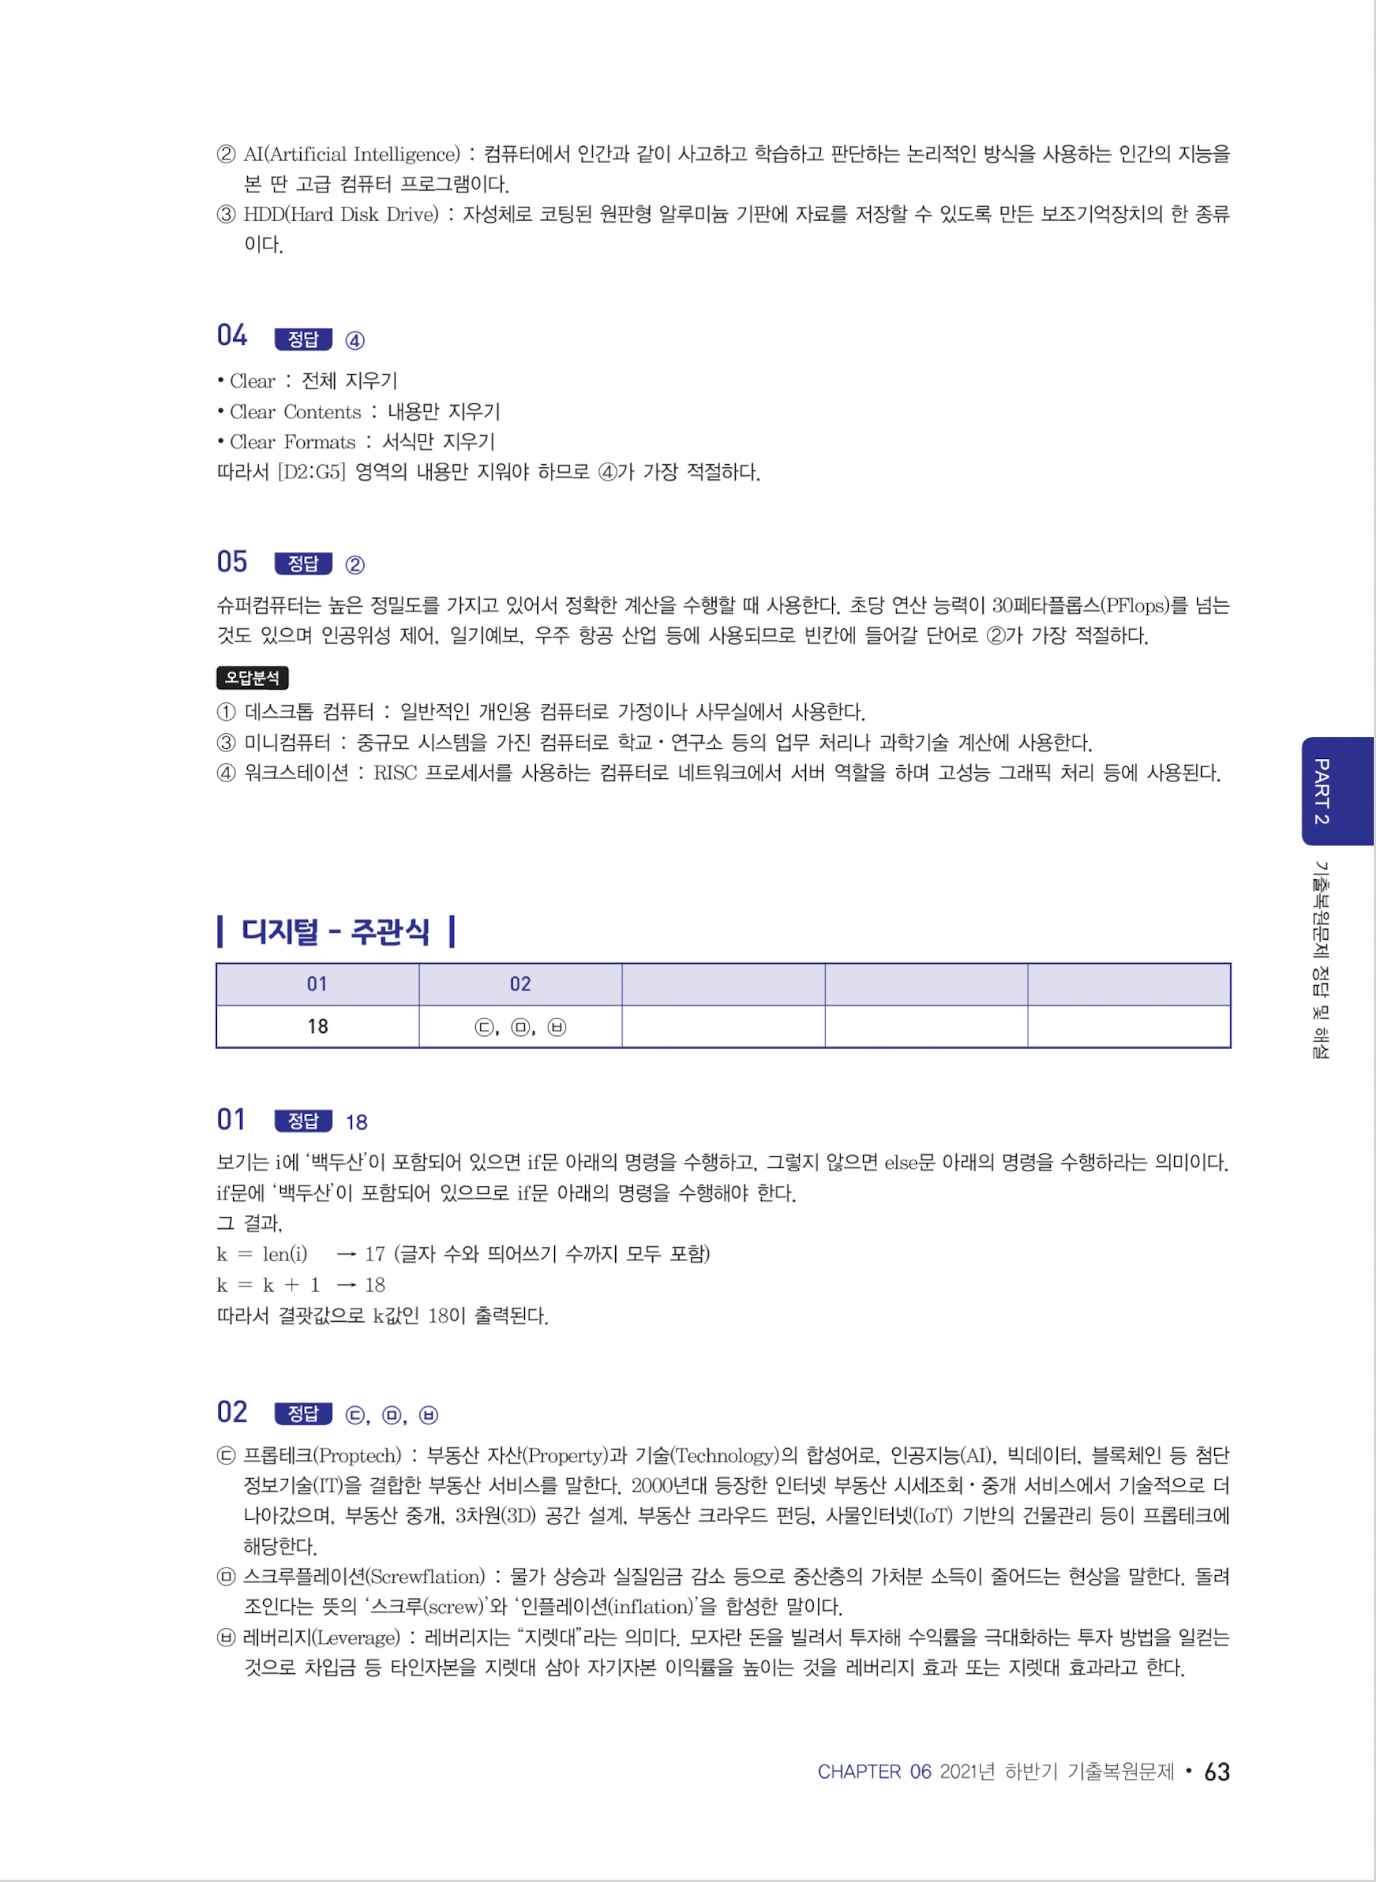 ② AI(Artificial Intelligence) : 컴퓨터에서 인간과 같이 사고하고 학습하고 판단하는 논리적인 방식을 사용하는 인간의 지능을
본 딴 고급 컴퓨터 프로그램이다.
③ HDD(Hard Disk Drive) : 자성체로 코팅된 원판형 알루미늄 기판에 자료를 저장할 수 있도록 만든 보조기억장치의 한 종류
이다.
04 정답 ④
• Clear : 전체 지우기
• Clear Contents : 내용만 지우기
• Clear Formats : 서식만 지우기
따라서 [D2:G5] 영역의 내용만 지워야 하므로 ④가 가장 적절하다.
05 정답 ②
슈퍼컴퓨터는 높은 정밀도를 가지고 있어서 정확한 계산을 수행할 때 사용한다. 초당 연산 능력이 30페타플롭스(PFlops)를 넘는
것도 있으며 인공위성 제어, 일기예보, 우주 항공 산업 등에 사용되므로 빈칸에 들어갈 단어로 ②가 가장 적절하다.
오답분석
① 데스크톱 컴퓨터 : 일반적인 개인용 컴퓨터로 가정이나 사무실에서 사용한다.
③ 미니컴퓨터 : 중규모 시스템을 가진 컴퓨터로 학교・연구소 등의 업무 처리나 과학기술 계산에 사용한다.
④ 워크스테이션 : RISC 프로세서를 사용하는 컴퓨터로 네트워크에서 서버 역할을 하며 고성능 그래픽 처리 등에 사용된다.
PART 2
기출복원문제 정답 및 해설
디지털 - 주관식
01 02
18 ㉢, ㉤, ㉥
01 정답 18
보기는 i에 ‘백두산’이 포함되어 있으면 if문 아래의 명령을 수행하고, 그렇지 않으면 else문 아래의 명령을 수행하라는 의미이다.
if문에 ‘백두산’이 포함되어 있으므로 if문 아래의 명령을 수행해야 한다.
그 결과,
k = len(i) → 17 (글자 수와 띄어쓰기 수까지 모두 포함)
k = k + 1 → 18
따라서 결괏값으로 k값인 18이 출력된다.
02 정답 ㉢, ㉤, ㉥
㉢ 프롭테크(Proptech) : 부동산 자산(Property)과 기술(Technology)의 합성어로, 인공지능(AI), 빅데이터, 블록체인 등 첨단
정보기술(IT)을 결합한 부동산 서비스를 말한다. 2000년대 등장한 인터넷 부동산 시세조회・중개 서비스에서 기술적으로 더
나아갔으며, 부동산 중개, 3차원(3D) 공간 설계, 부동산 크라우드 펀딩, 사물인터넷(IoT) 기반의 건물관리 등이 프롭테크에
해당한다.
㉤ 스크루플레이션(Screwflation) : 물가 상승과 실질임금 감소 등으로 중산층의 가처분 소득이 줄어드는 현상을 말한다. 돌려
조인다는 뜻의 ‘스크루(screw)’와 ‘인플레이션(inflation)’을 합성한 말이다.
㉥ 레버리지(Leverage) : 레버리지는 “지렛대”라는 의미다. 모자란 돈을 빌려서 투자해 수익률을 극대화하는 투자 방법을 일컫는
것으로 차입금 등 타인자본을 지렛대 삼아 자기자본 이익률을 높이는 것을 레버리지 효과 또는 지렛대 효과라고 한다.
CHAPTER 06 2021년 하반기 기출복원문제 • 63